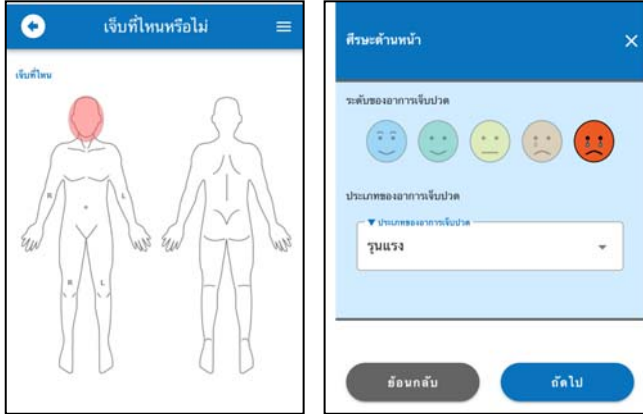 เจ็บที่ไหนหรือไม่
เจ็บที่ไหน
R
L
R
L
ศีรษะด้านหน้า
ระดับของอาการเจ็บปวด
ประเภทของอาการเจ็บปวด
▼ ประเภทของอาการเจ็บปวด
รุนแรง
ย้อนกลับ
ถัดไป